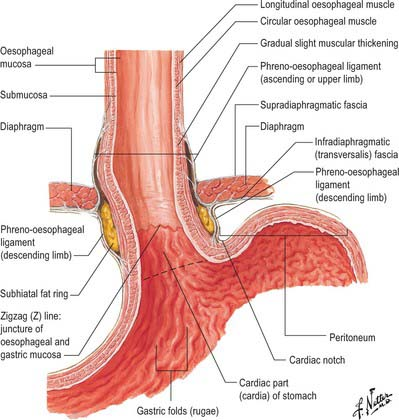 Longitudinal oesophageal muscle
Circular oesophageal muscle
Gradual slight muscular thickening
Phreno-oesophageal ligament
(ascending or upper limb)
Supradiaphragmatic fascia
Diaphragm
Infradiaphragmatic
(transversalis) fascia
Phreno-oesophageal
ligament
(descending limb)
Oesophageal
mucosa
Submucosa
Diaphragm
Phreno-oesophageal
ligament
(descending limb)
Subhiatal fat ring
Zigzag (Z) line:
juncture of
oesophageal and
gastric mucosa
Peritoneum
Cardiac notch
Cardiac part
(cardia) of stomach
Gastric folds (rugae)
F. Netter
M.D.